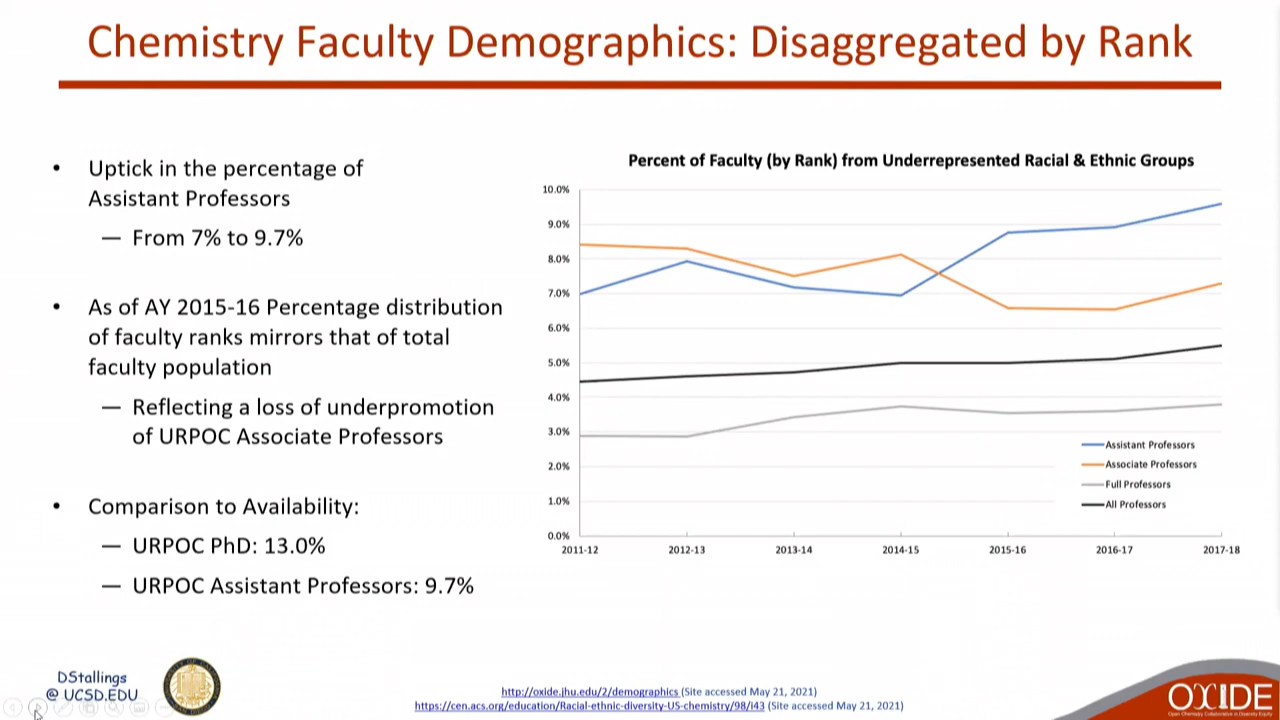 Chemistry Faculty Demographics: Disaggregated by Rank
• Uptick in the percentage of
Assistant Professors
— From 7% to 9.7%
• As of AY 2015-16 Percentage distribution
of faculty ranks mirrors that of total
faculty population
— Reflecting a loss of underpromotion
of URPOC Associate Professors
• Comparison to Availability:
— URPOC PhD: 13.0%
— URPOC Assistant Professors: 9.7%
Percent of Faculty (by Rank) from Underrepresented Racial & Ethnic Groups
10.0%
9.0%
8.0%
7.0%
6.0%
5.0%
4.0%
3.0%
2.0%
1.0%
0.0%
2011-12 2012-13 2013-14 2014-15 2015-16 2016-17 2017-18
Assistant Professors
Associate Professors
Full Professors
All Professors
DStallings
@ UCSD.EDU
http://oxide.jhu.edu/2/demographics (Site accessed May 21, 2021)
https://cen.acs.org/education/Racial-ethnic-diversity-US-chemistry/98/i43 (Site accessed May 21, 2021)
OXIDE
Open Chemistry Collaborative in Diversity Equity